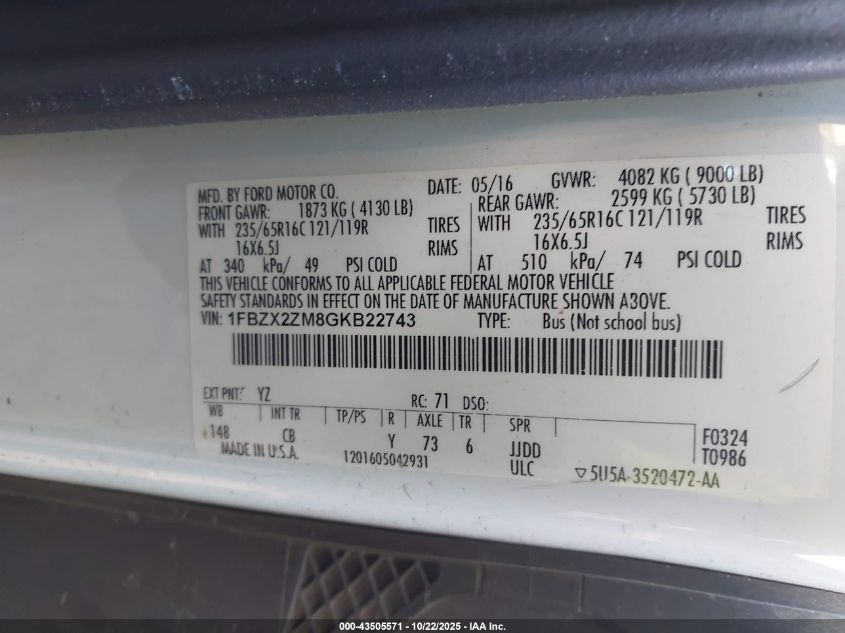 MFD. BY FORD MOTOR CO. DATE: 05/16 GVWR: 4082 KG ( 9000 LB)
FRONT GAWR: 1873 KG ( 4130 LB) REAR GAWR: 2599 KG ( 5730 LB)
WITH 235/65R16C 121/119R TIRES WITH 235/65R16C 121/119R TIRES
16X6.5J RIMS 16X6.5J RIMS
AT 340 kPa/ 49 PSI COLD AT 510 kPa/ 74 PSI COLD
THIS VEHICLE CONFORMS TO ALL APPLICABLE FEDERAL MOTOR VEHICLE
SAFETY STANDARDS IN EFFECT ON THE DATE OF MANUFACTURE SHOWN ABOVE.
VIN: 1FBZX2ZM8GKB22743 TYPE: Bus (Not school bus)
EXT PNT: YZ RC: 71 DSO:
WB INT TR TP/PS R AXLE TR SPR
148 CB Y 73 6 JJDD F0324
MADE IN U.S.A. 1201605042931 ULC T0986
5U5A-3520472-AA
000-43505571 - 10/22/2025 - IAA Inc.